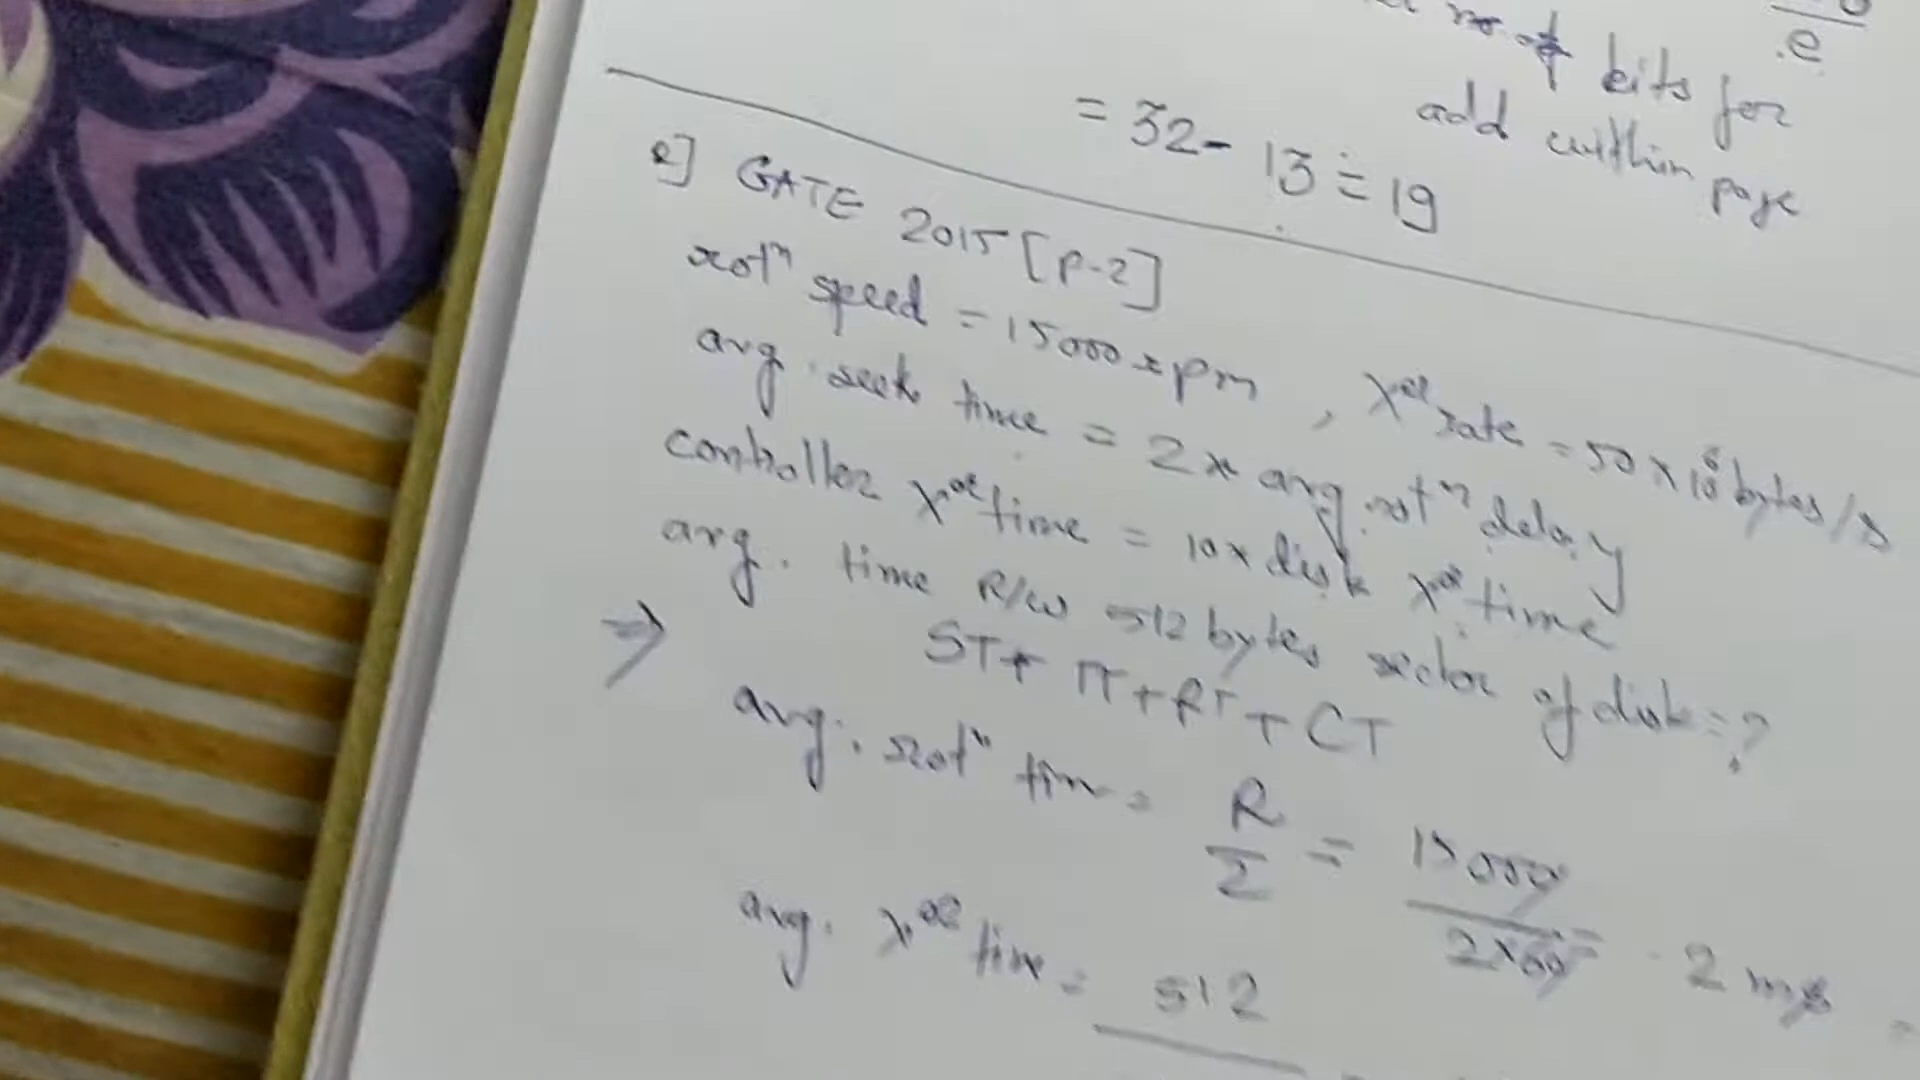 no of bits for
e
add within page
= 32 - 13 = 19
Q] GATE 2015 [P-2]
rotⁿ speed = 15000 rpm, Xᶠᵉʳ rate = 50 × 10⁶ bytes/s
avg. seek time = 2 × avg. rotⁿ delay
controller Xᶠᵉʳ time = 10 × disk Xᶠᵉʳ time
avg. time R/W 512 bytes sector of disk = ?
⇒ ST + TT + RT + CT
avg. rotⁿ time = R/2 = 15000/2×60 = 2 ms =
avg. Xᶠᵉʳ time = 512